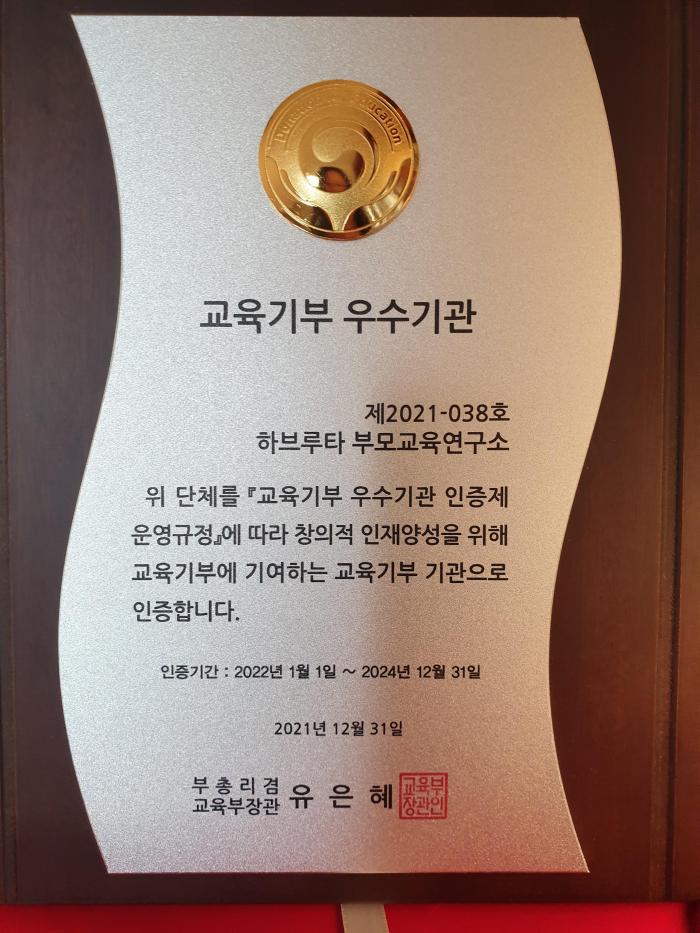 Donation for Education
교육기부 우수기관
제2021-038호
하브루타 부모교육연구소
위 단체를 『교육기부 우수기관 인증제
운영규정』에 따라 창의적 인재양성을 위해
교육기부에 기여하는 교육기부 기관으로
인증합니다.
인증기간 : 2022년 1월 1일 ~ 2024년 12월 31일
2021년 12월 31일
부총리겸
교육부장관 유은혜
교육부
장관인